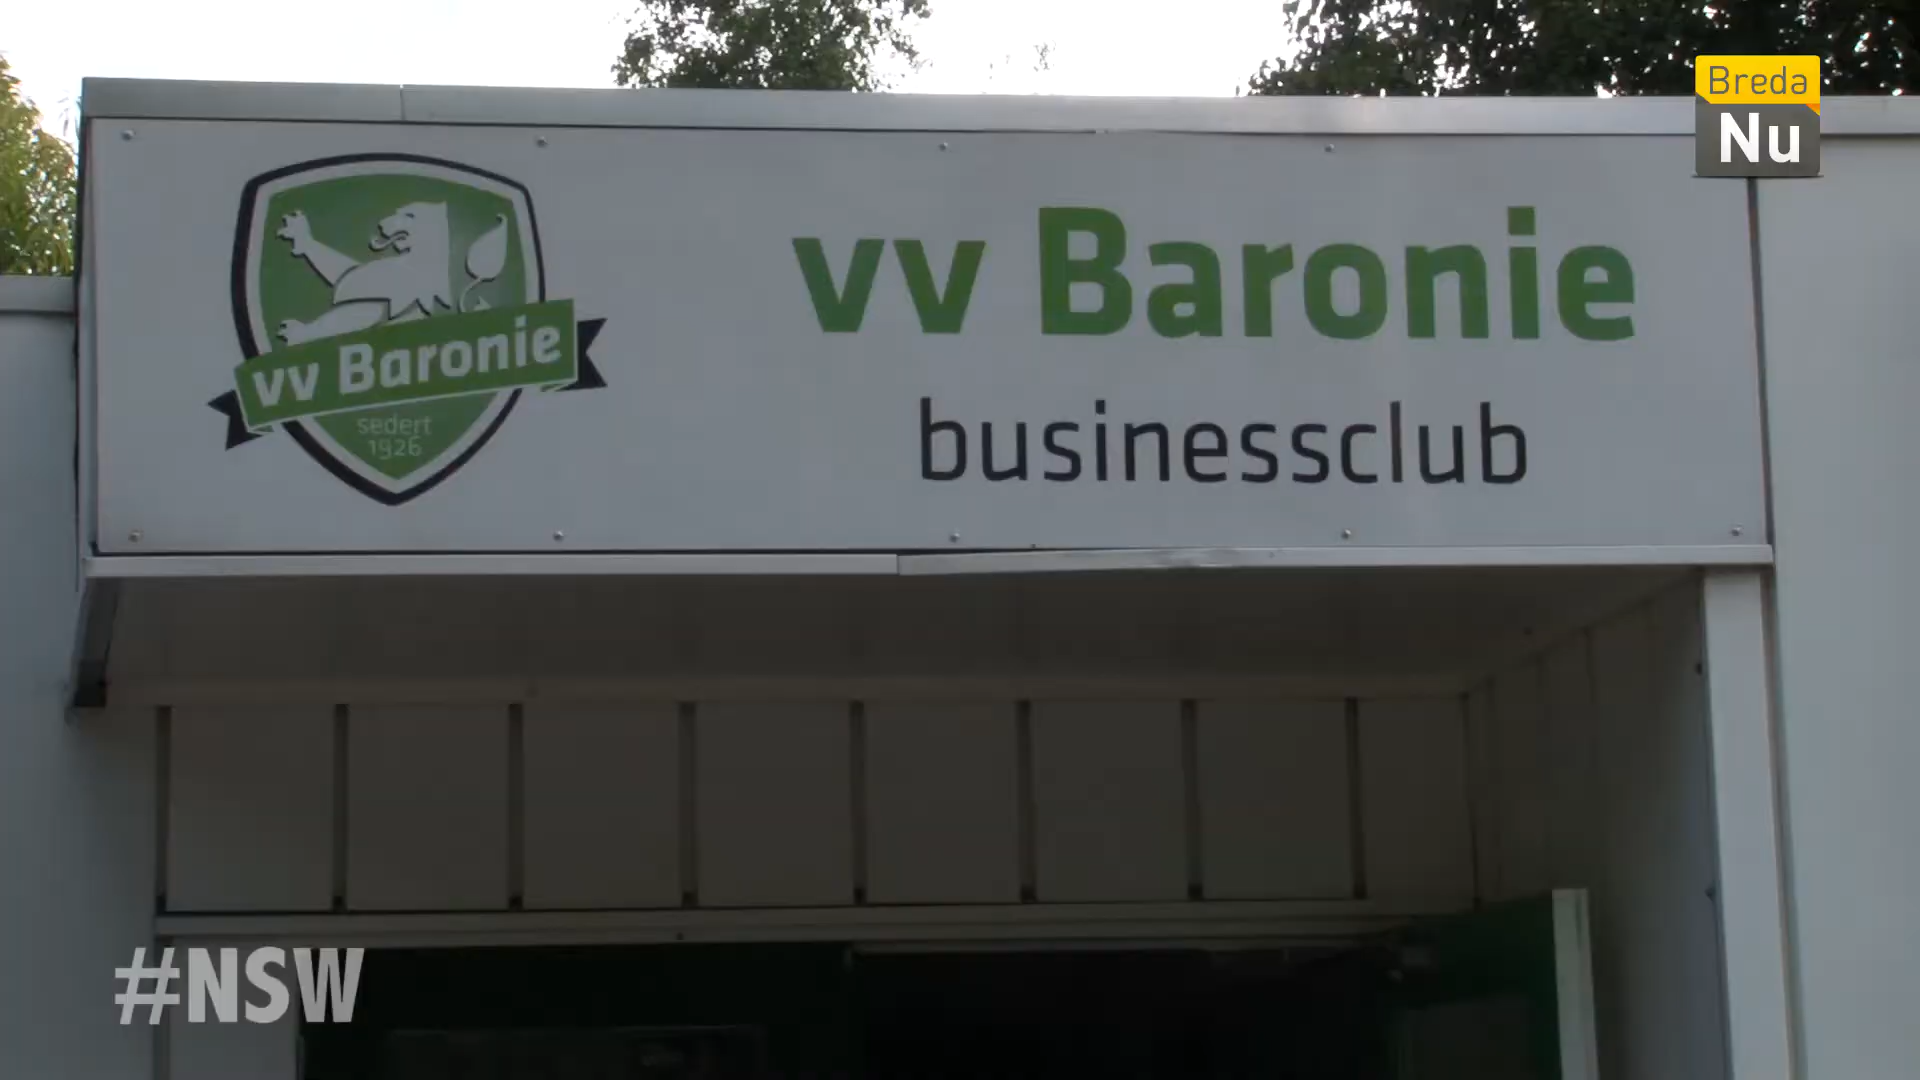 Breda
Nu
vv Baronie
businessclub
vv Baronie
sedert
1926
#NSW